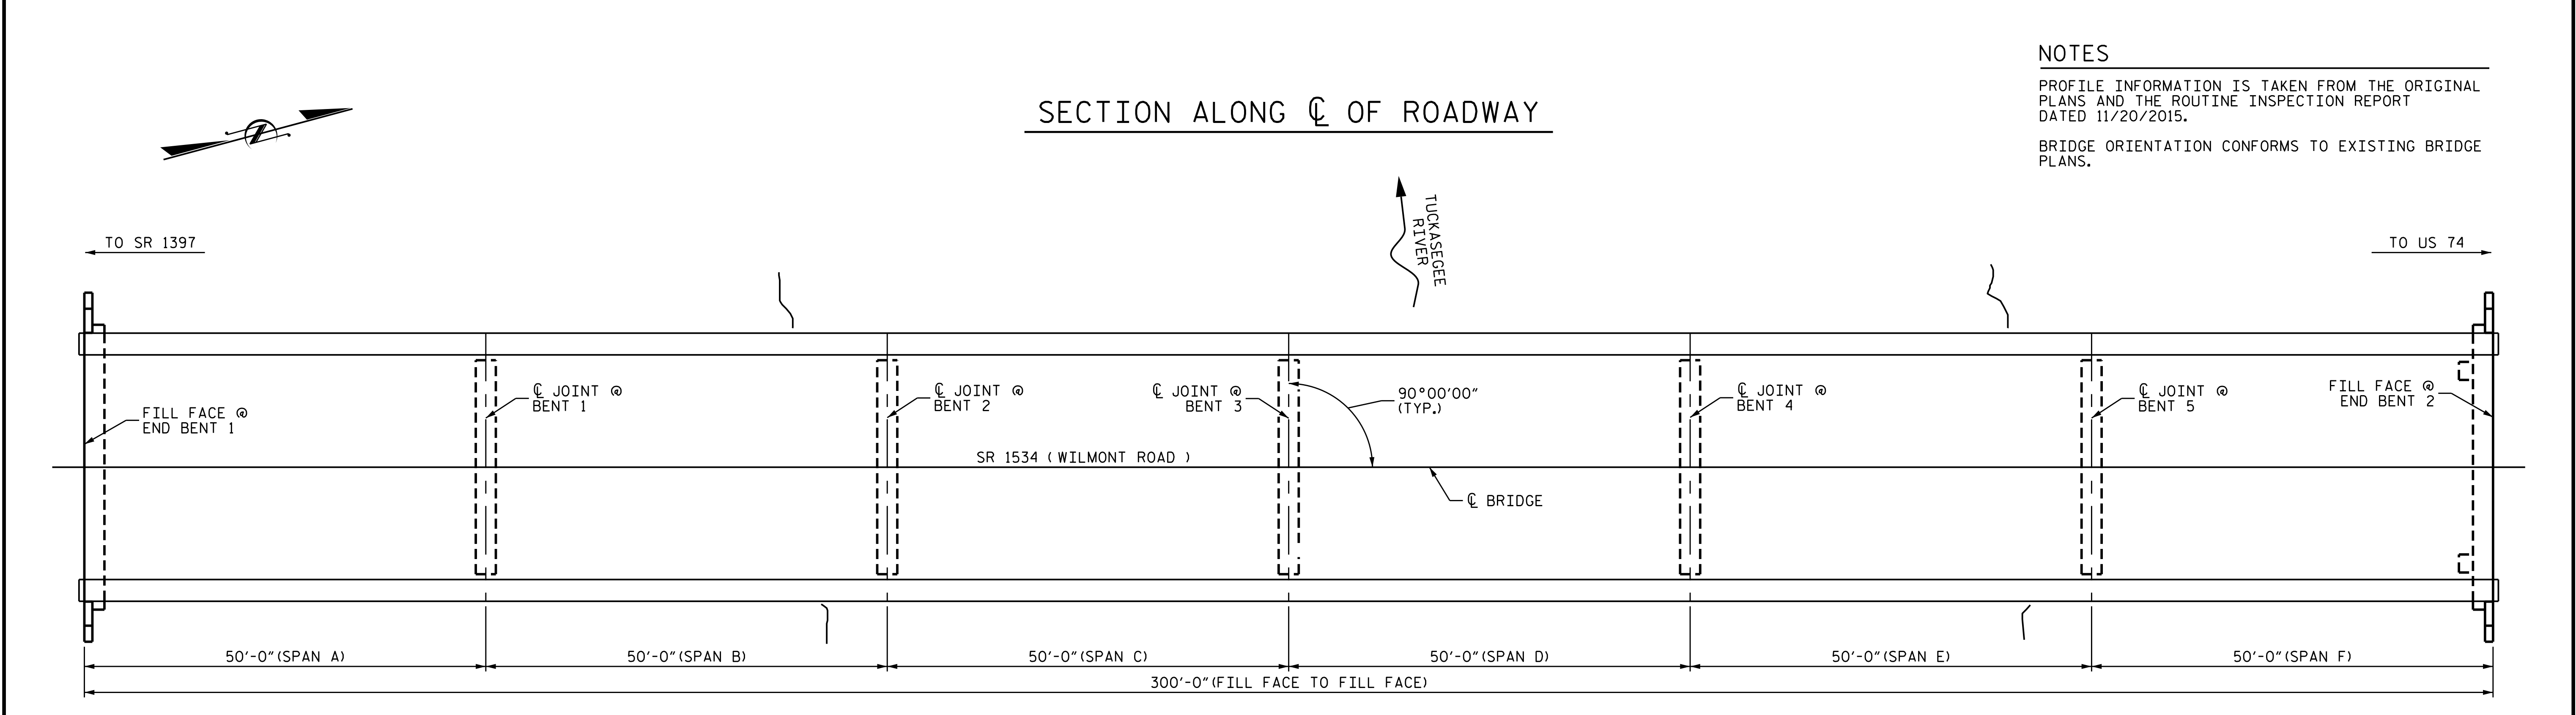 NOTES
PROFILE INFORMATION IS TAKEN FROM THE ORIGINAL
PLANS AND THE ROUTINE INSPECTION REPORT
DATED 11/20/2015.
BRIDGE ORIENTATION CONFORMS TO EXISTING BRIDGE
PLANS.
SECTION ALONG ℄ OF ROADWAY
TUCKASEGEE
RIVER
TO SR 1397
TO US 74
FILL FACE @
END BENT 1
℄ JOINT @
BENT 1
℄ JOINT @
BENT 2
℄ JOINT @
BENT 3
90°00'00"
(TYP.)
℄ JOINT @
BENT 4
℄ JOINT @
BENT 5
FILL FACE @
END BENT 2
SR 1534 ( WILMONT ROAD )
℄ BRIDGE
50'-0"(SPAN A)
50'-0"(SPAN B)
50'-0"(SPAN C)
50'-0"(SPAN D)
50'-0"(SPAN E)
50'-0"(SPAN F)
300'-0"(FILL FACE TO FILL FACE)